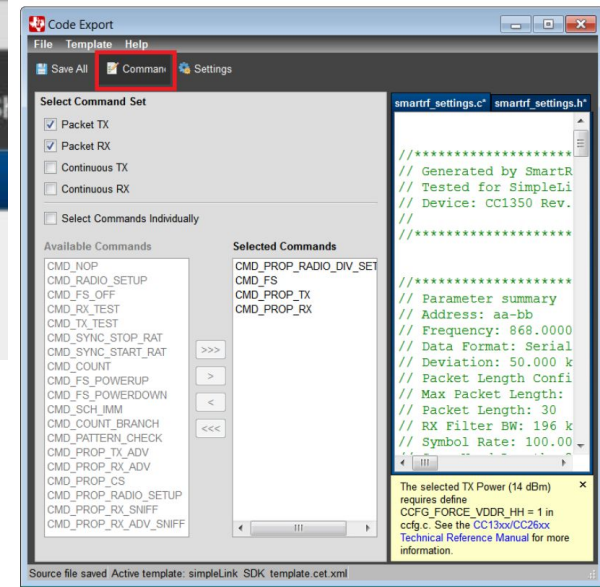 Code Export
File Template Help
Save All Comman Settings
Select Command Set
Packet TX
Packet RX
Continuous TX
Continuous RX
Select Commands Individually
Available Commands
CMD_NOP
CMD_RADIO_SETUP
CMD_FS_OFF
CMD_RX_TEST
CMD_TX_TEST
CMD_SYNC_STOP_RAT
CMD_SYNC_START_RAT
CMD_COUNT
CMD_FS_POWERUP
CMD_FS_POWERDOWN
CMD_SCH_IMM
CMD_COUNT_BRANCH
CMD_PATTERN_CHECK
CMD_PROP_TX_ADV
CMD_PROP_RX_ADV
CMD_PROP_CS
CMD_PROP_RADIO_SETUP
CMD_PROP_RX_SNIFF
CMD_PROP_RX_ADV_SNIFF
>>>
>
<
<<<
Selected Commands
CMD_PROP_RADIO_DIV_SET
CMD_FS
CMD_PROP_TX
CMD_PROP_RX
smartrf_settings.c* smartrf_settings.h*
//********************
// Generated by SmartR
// Tested for SimpleLi
// Device: CC1350 Rev.
//
//********************
//********************
// Parameter summary
// Address: aa-bb
// Frequency: 868.0000
// Data Format: Serial
// Deviation: 50.000 k
// Packet Length Confi
// Max Packet Length:
// Packet Length: 30
// RX Filter BW: 196 k
// Symbol Rate: 100.00
The selected TX Power (14 dBm)
requires define
CCFG_FORCE_VDDR_HH = 1 in
ccfg.c. See the CC13xx/CC26xx
Technical Reference Manual for more
information.
Source file saved Active template: simpleLink SDK template.cet.xml